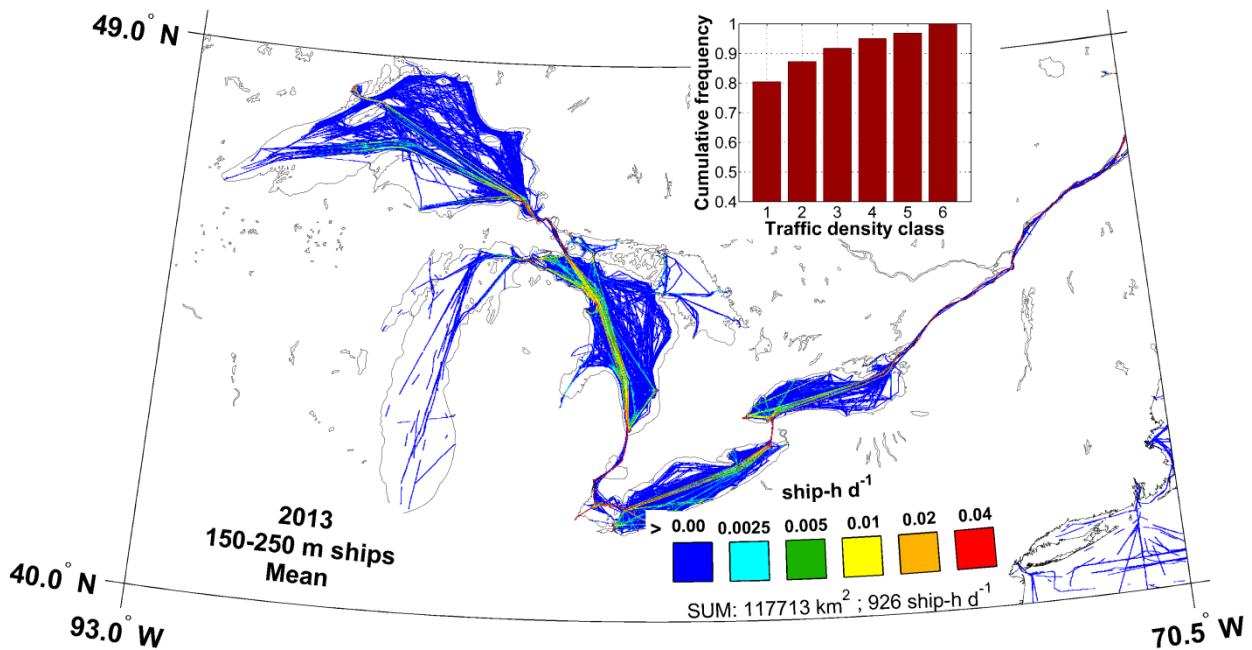 49.0° N
1
0.9
0.8
0.7
0.6
0.5
0.4
Cumulative frequency
1 2 3 4 5 6
Traffic density class
2013
150-250 m ships
Mean
ship-h d⁻¹
> 0.00 0.0025 0.005 0.01 0.02 0.04
SUM: 117713 km² ; 926 ship-h d⁻¹
40.0° N
93.0° W
70.5° W